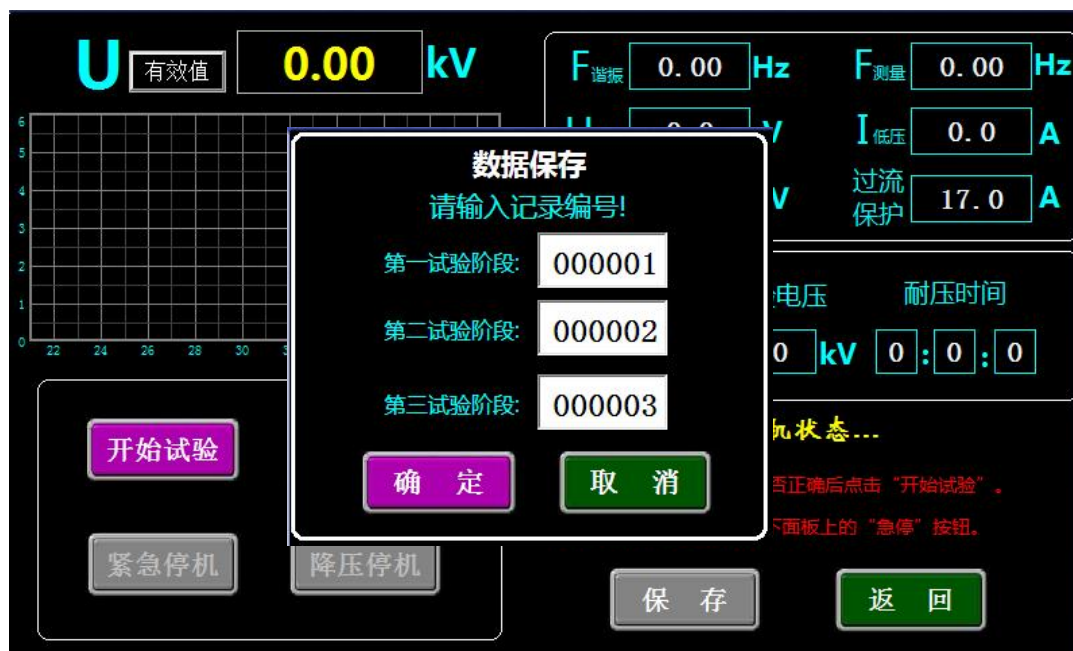 U 有效值 0.00 kV
F谐振 0.00 Hz F测量 0.00 Hz
I低压 0.0 A
过流保护 17.0 A
V
6
5
4
3
2
1
0
22 24 26 28 30
数据保存
请输入记录编号!
第一试验阶段: 000001
第二试验阶段: 000002
第三试验阶段: 000003
确 定 取 消
电压 耐压时间
0 kV 0 : 0 : 0
机状态...
否正确后点击“开始试验”。
下面板上的“急停”按钮。
开始试验
紧急停机 降压停机
保 存 返 回